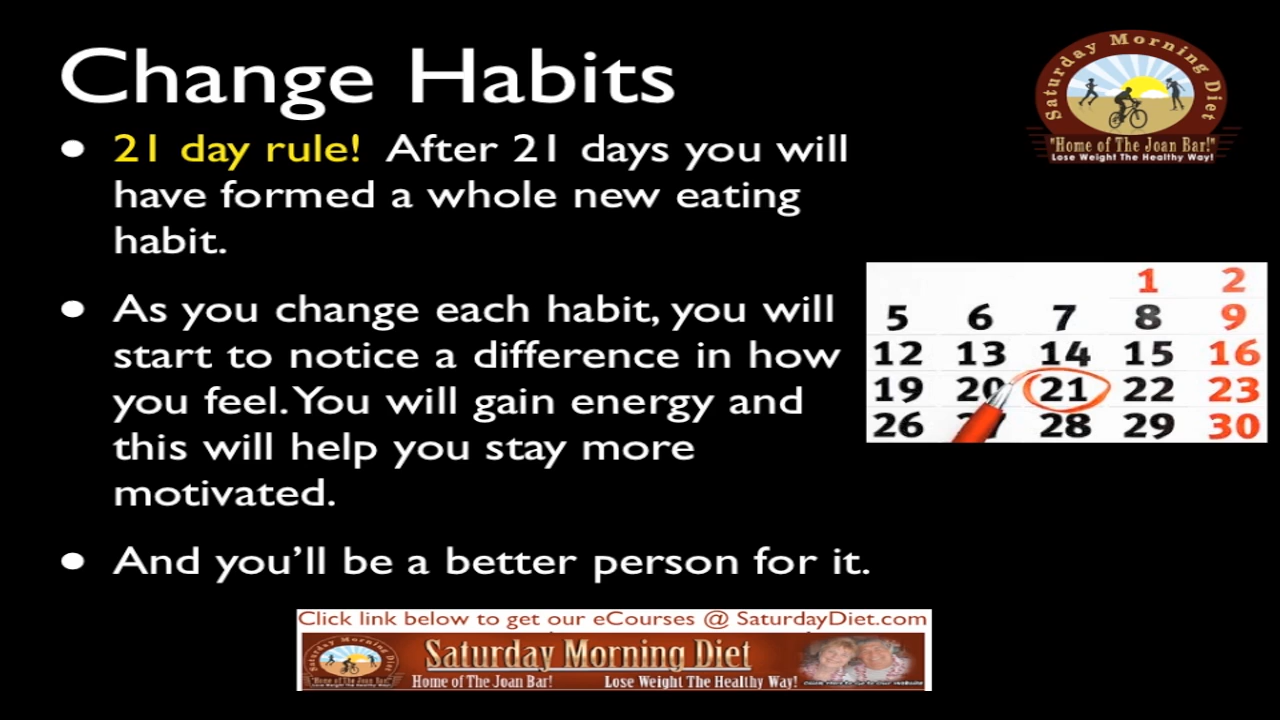 Change Habits
21 day rule! After 21 days you will
have formed a whole new eating
habit.
As you change each habit, you will
start to notice a difference in how
you feel. You will gain energy and
this will help you stay more
motivated.
And you'll be a better person for it.
Saturday Morning Diet
"Home of The Joan Bar!"
Lose Weight The Healthy Way!
1 2
5 6 7 8 9
12 13 14 15 16
19 20 21 22 23
26 28 29 30
Click link below to get our eCourses @ SaturdayDiet.com
Saturday Morning Diet
Home of The Joan Bar! Lose Weight The Healthy Way!